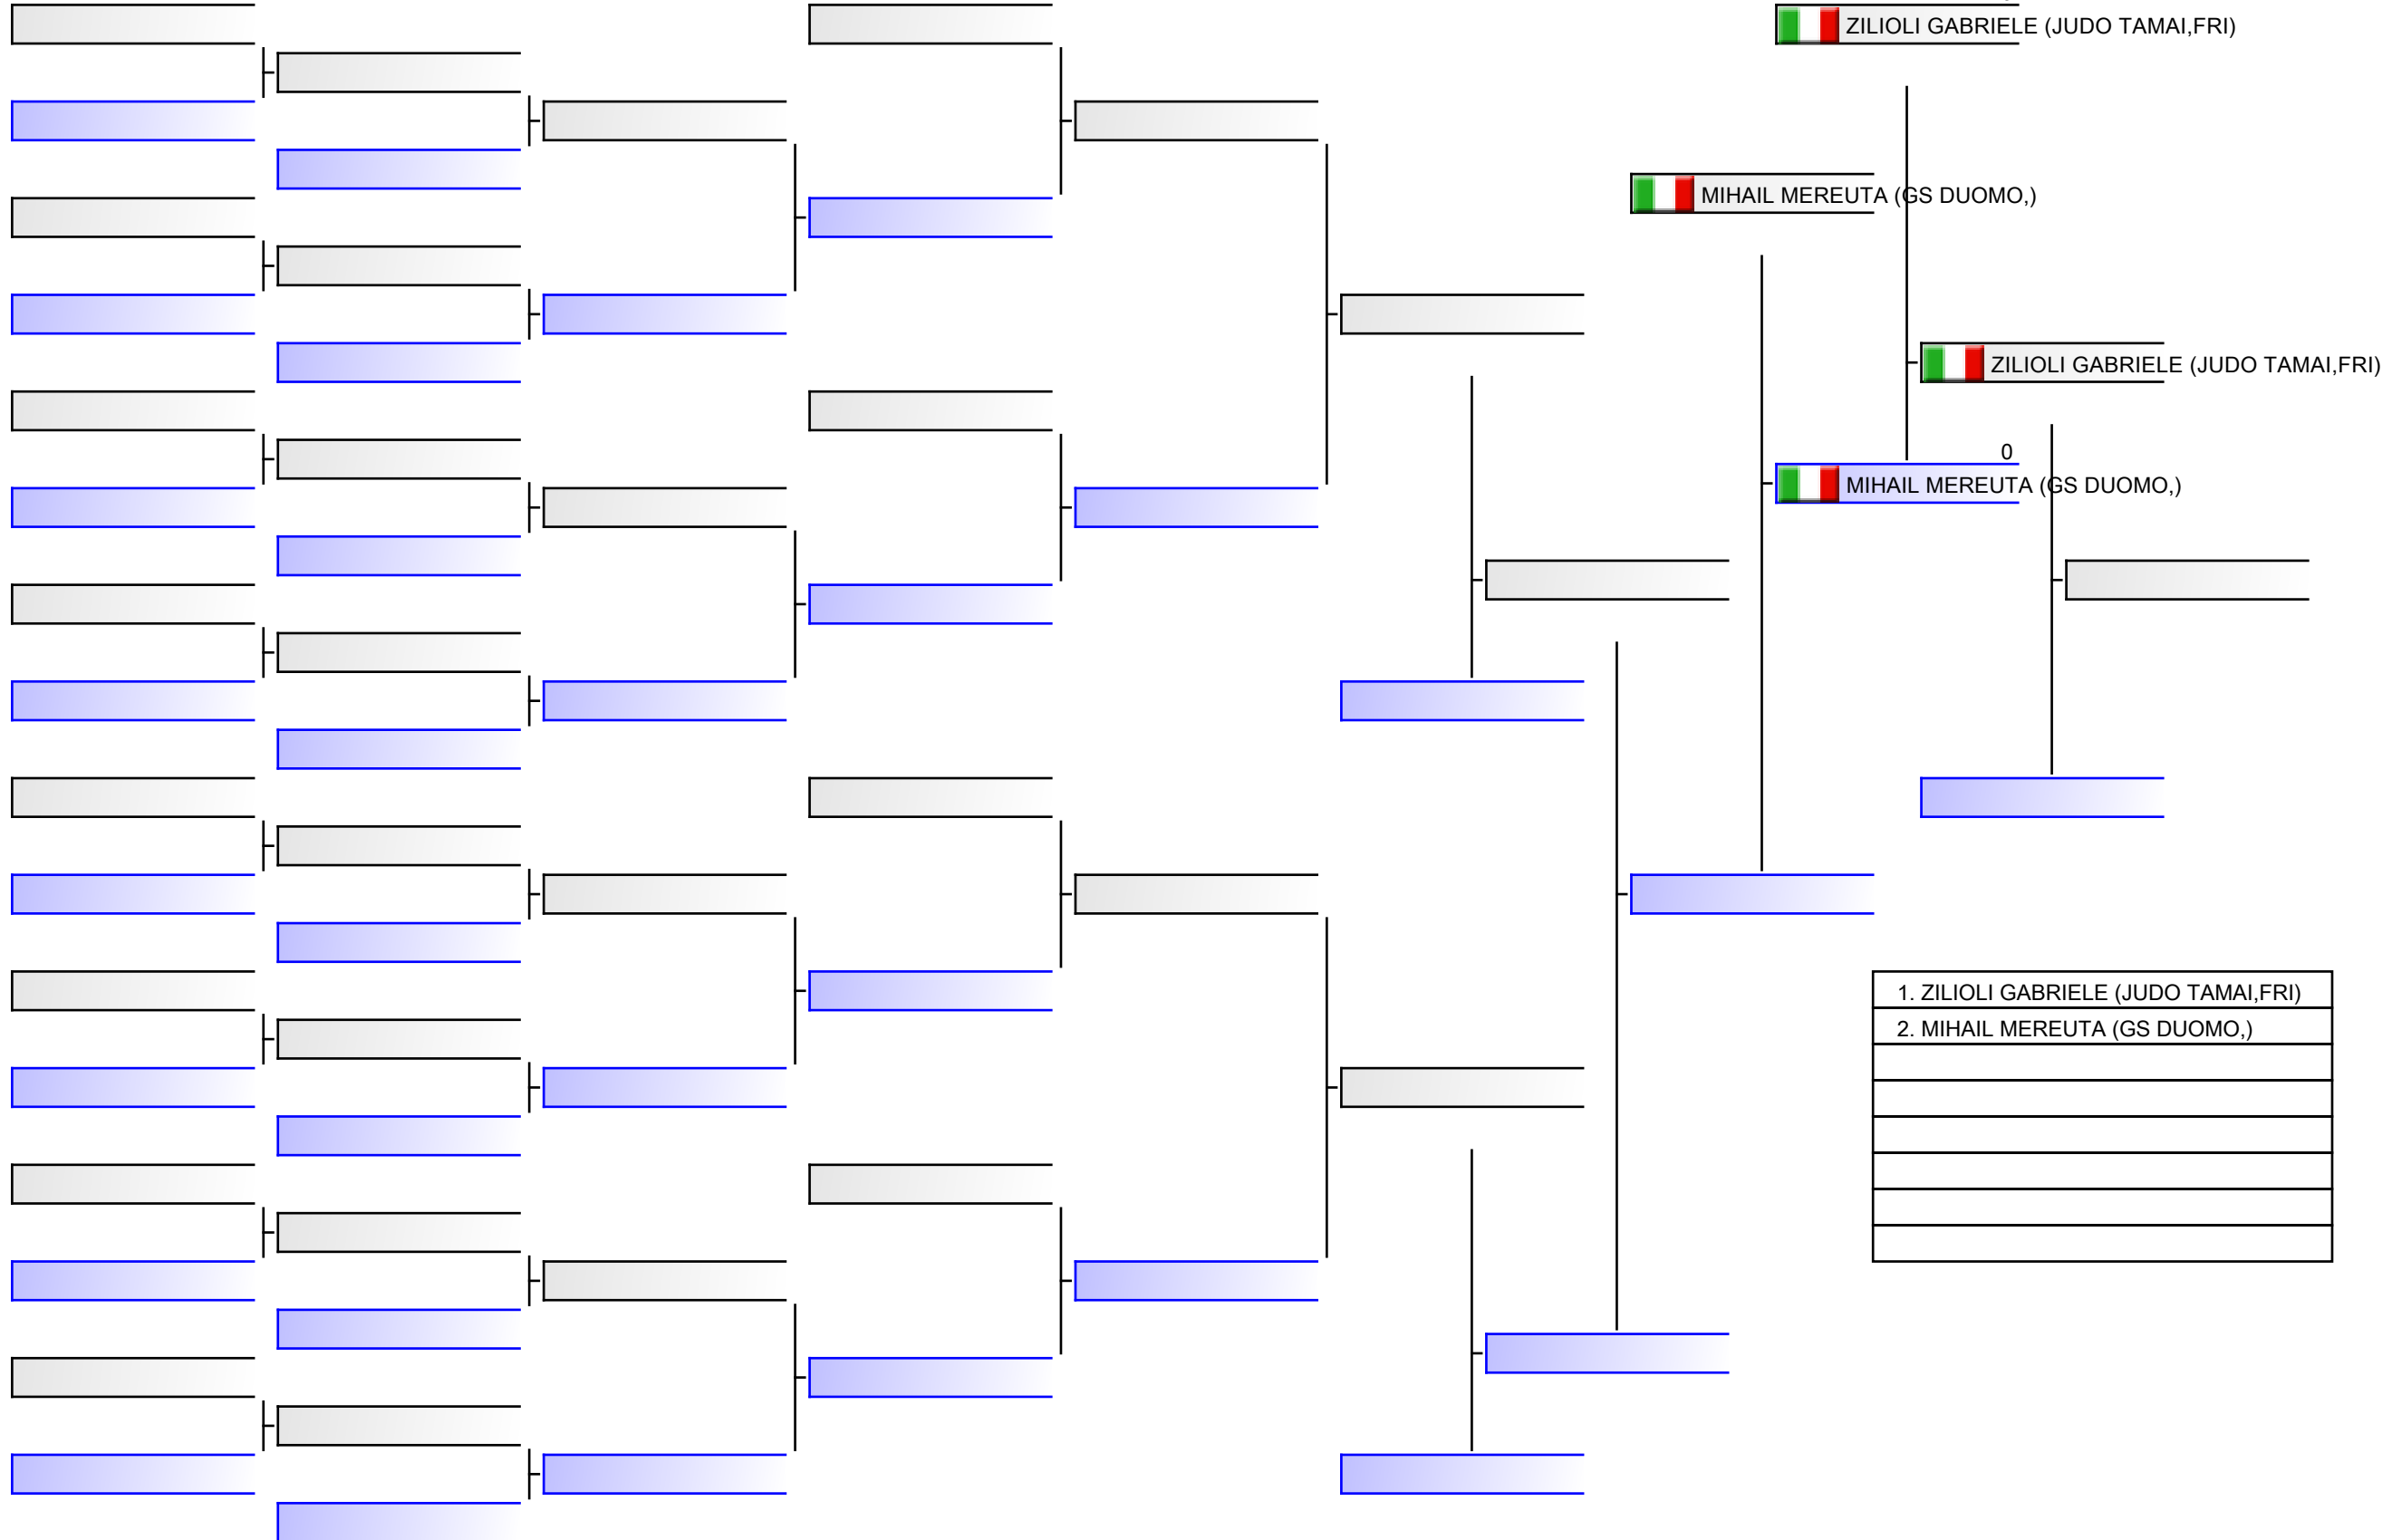 ZILIOLI GABRIELE (JUDO TAMAI,FRI)
MIHAIL MEREUTA (GS DUOMO,)
ZILIOLI GABRIELE (JUDO TAMAI,FRI)
0
MIHAIL MEREUTA (GS DUOMO,)
1. ZILIOLI GABRIELE (JUDO TAMAI,FRI)
2. MIHAIL MEREUTA (GS DUOMO,)